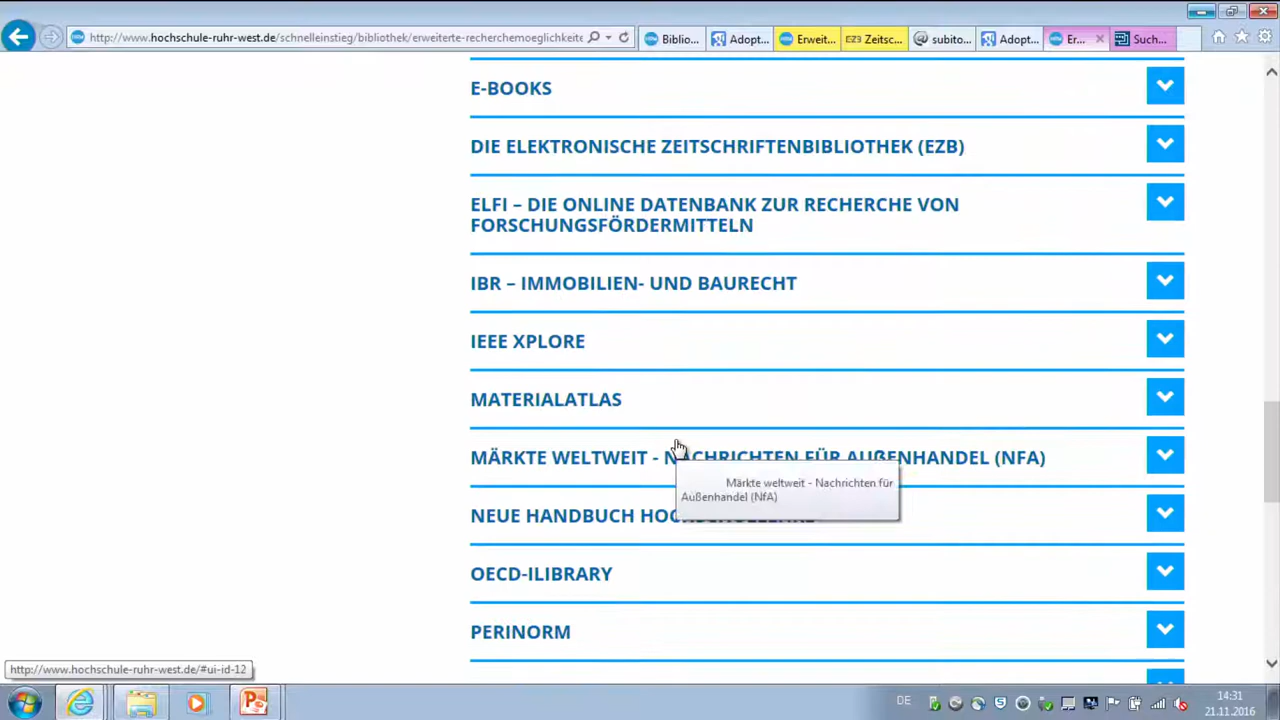 http://www.hochschule-ruhr-west.de/schnelleinstieg/bibliothek/erweiterte-recherchemoeglichkeite
Biblio...
Adopt...
Erweit...
EZB Zeitsc...
subito...
Adopt...
Er...
Such...
E-BOOKS
DIE ELEKTRONISCHE ZEITSCHRIFTENBIBLIOTHEK (EZB)
ELFI – DIE ONLINE DATENBANK ZUR RECHERCHE VON
FORSCHUNGSFÖRDERMITTELN
IBR – IMMOBILIEN- UND BAURECHT
IEEE XPLORE
MATERIALATLAS
MÄRKTE WELTWEIT - NACHRICHTEN FÜR AUßENHANDEL (NFA)
Märkte weltweit - Nachrichten für
Außenhandel (NfA)
NEUE HANDBUCH
OECD-ILIBRARY
PERINORM
http://www.hochschule-ruhr-west.de/#ui-id-12
DE
14:31
21.11.2016